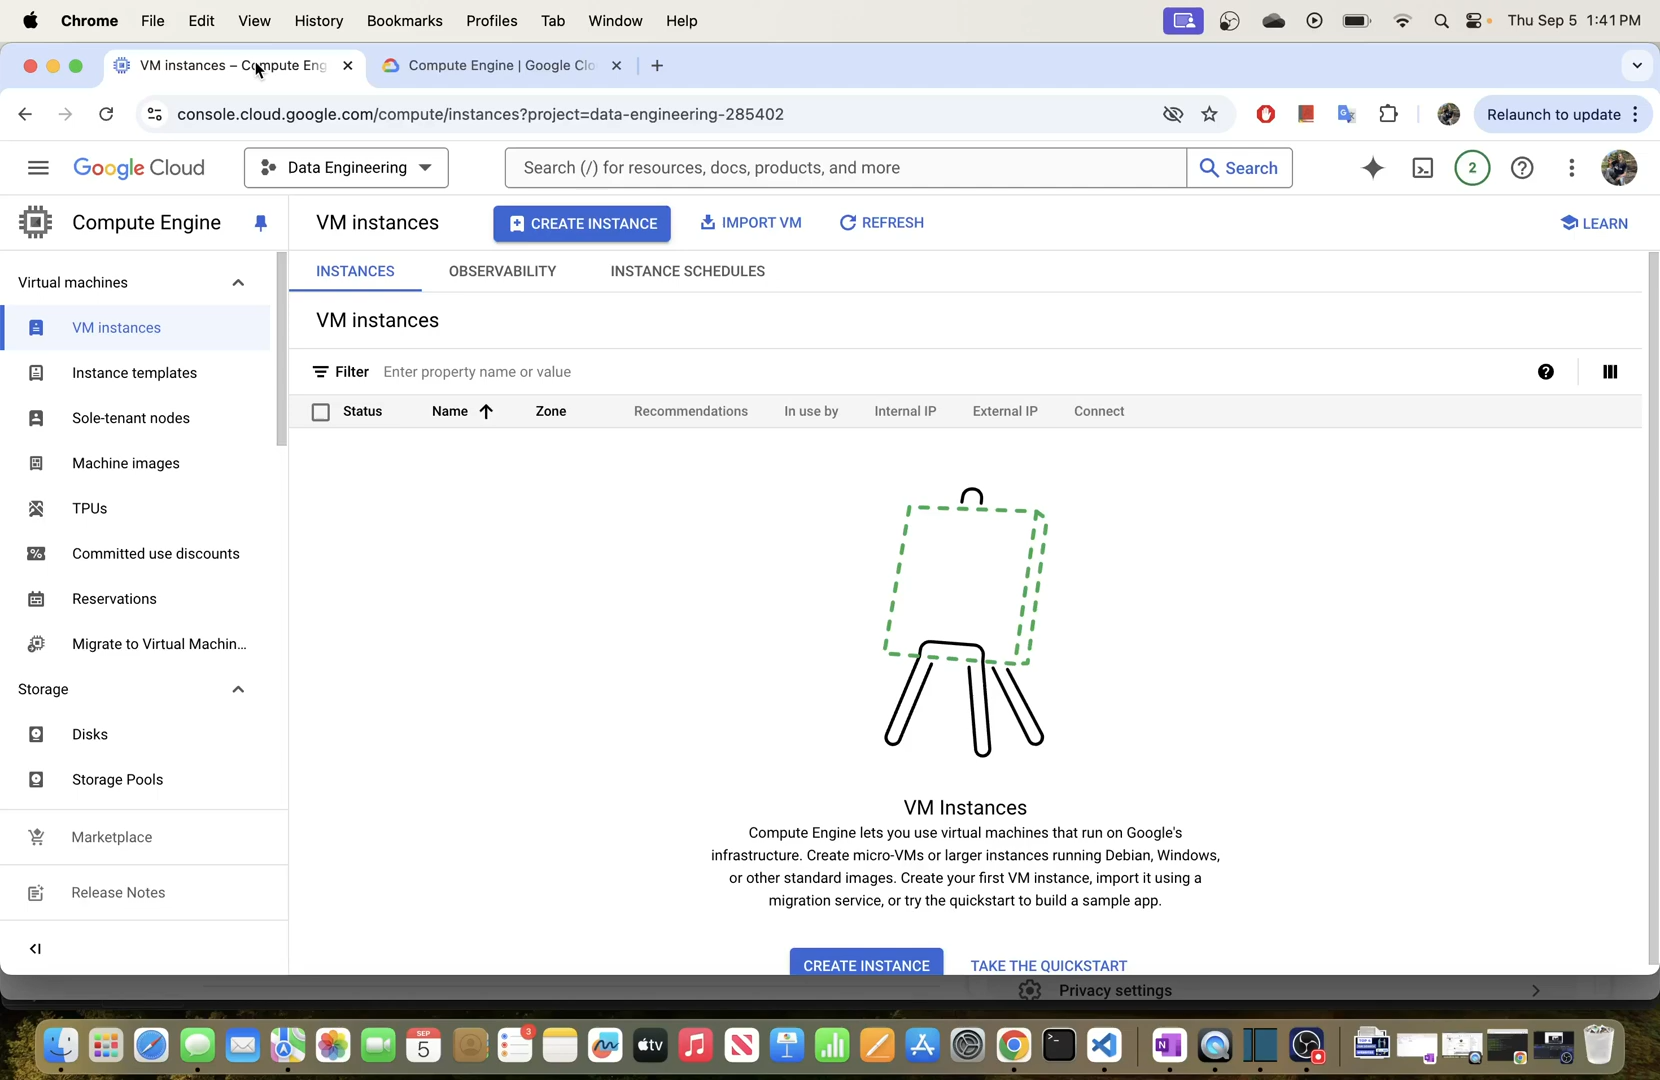 Chrome File Edit View History Bookmarks Profiles Tab Window Help Thu Sep 5 1:41 PM
VM instances – Compute Eng Compute Engine | Google Clo
console.cloud.google.com/compute/instances?project=data-engineering-285402 Relaunch to update
Google Cloud Data Engineering Search (/) for resources, docs, products, and more Search 2
Compute Engine VM instances CREATE INSTANCE IMPORT VM REFRESH LEARN
INSTANCES OBSERVABILITY INSTANCE SCHEDULES
Virtual machines
VM instances
Instance templates
Sole-tenant nodes
Machine images
TPUs
Committed use discounts
Reservations
Migrate to Virtual Machin...
Storage
Disks
Storage Pools
Marketplace
Release Notes
VM instances
Filter Enter property name or value
Status Name Zone Recommendations In use by Internal IP External IP Connect
VM Instances
Compute Engine lets you use virtual machines that run on Google's
infrastructure. Create micro-VMs or larger instances running Debian, Windows,
or other standard images. Create your first VM instance, import it using a
migration service, or try the quickstart to build a sample app.
CREATE INSTANCE TAKE THE QUICKSTART
Privacy settings
SEP
5
3
tv